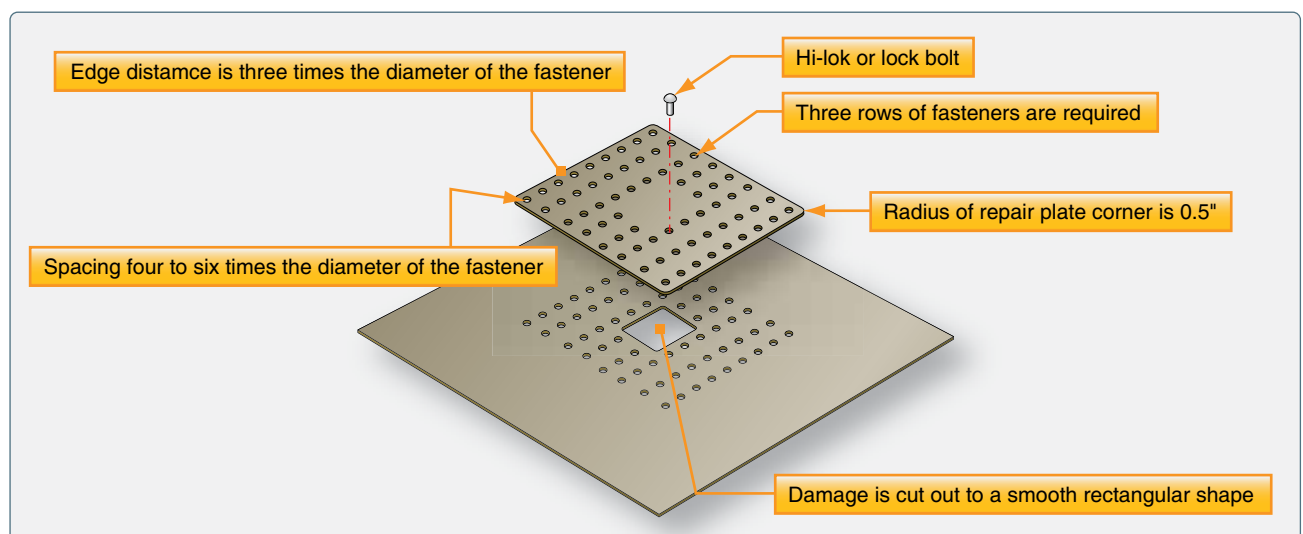 Hi-lok or lock bolt
Edge distamce is three times the diameter of the fastener
Three rows of fasteners are required
Radius of repair plate corner is 0.5"
Spacing four to six times the diameter of the fastener
Damage is cut out to a smooth rectangular shape